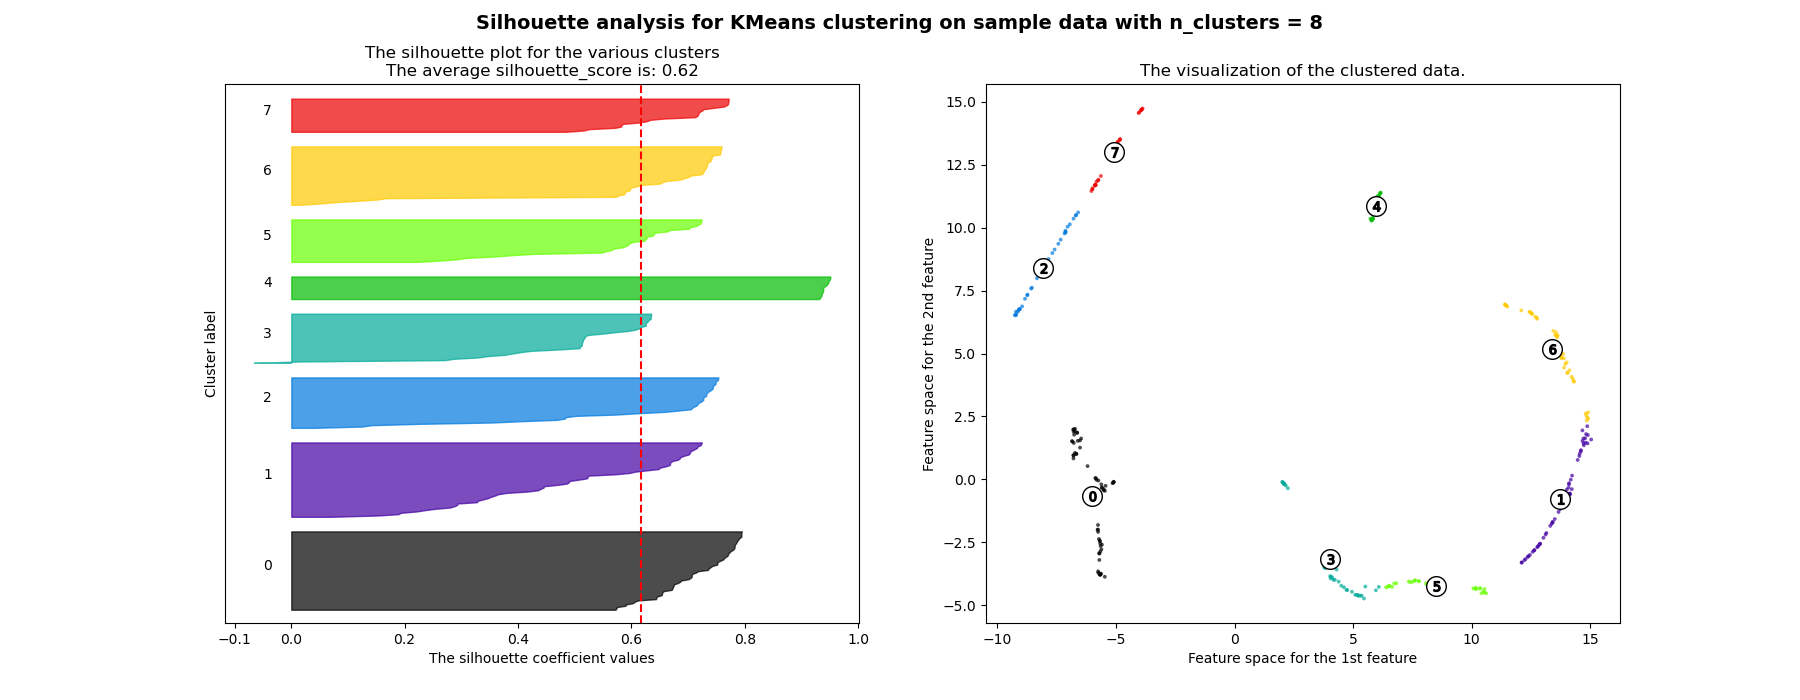 Silhouette analysis for KMeans clustering on sample data with n_clusters = 8
The silhouette plot for the various clusters
The average silhouette_score is: 0.62
7
6
5
4
3
2
1
0
Cluster label
−0.1 0.0 0.2 0.4 0.6 0.8 1.0
The silhouette coefficient values
The visualization of the clustered data.
15.0
12.5
10.0
7.5
5.0
2.5
0.0
−2.5
−5.0
Feature space for the 2nd feature
7
4
2
6
0
1
3
5
−10 −5 0 5 10 15
Feature space for the 1st feature